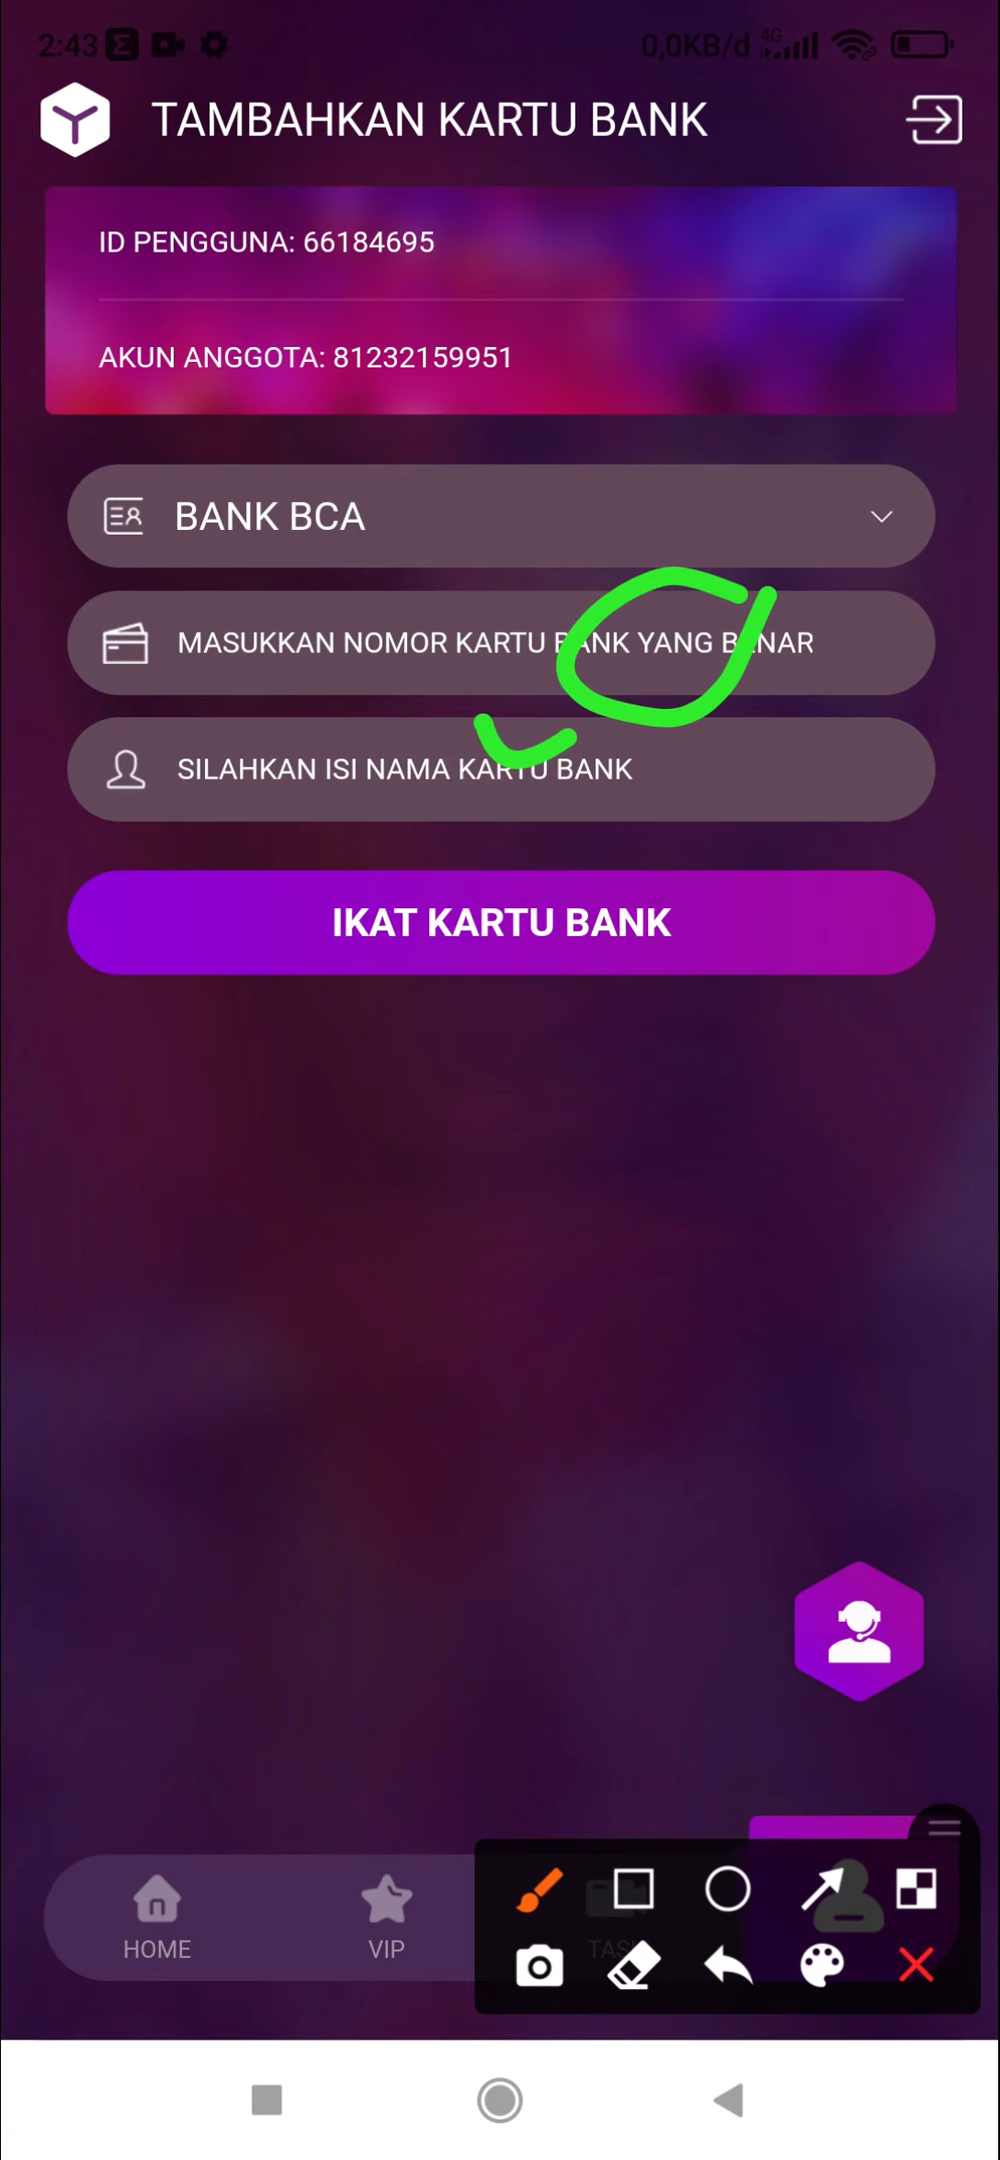 2:43
0,0KB/d 4G
TAMBAHKAN KARTU BANK
ID PENGGUNA: 66184695
AKUN ANGGOTA: 81232159951
BANK BCA
MASUKKAN NOMOR KARTU BANK YANG BENAR
SILAHKAN ISI NAMA KARTU BANK
IKAT KARTU BANK
HOME
VIP